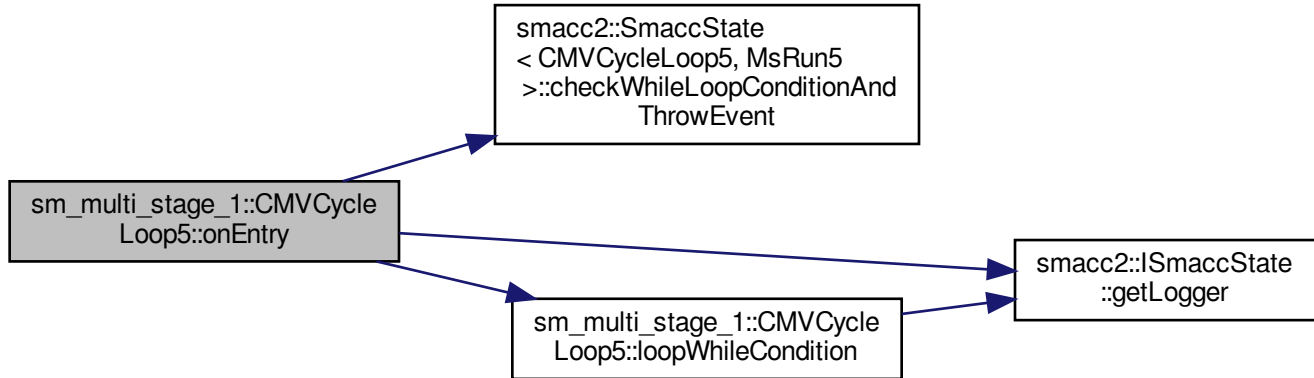 smacc2::SmaccState
< CMVCycleLoop5, MsRun5
>::checkWhileLoopConditionAnd
ThrowEvent
sm_multi_stage_1::CMVCycle
Loop5::onEntry
smacc2::ISmaccState
::getLogger
sm_multi_stage_1::CMVCycle
Loop5::loopWhileCondition